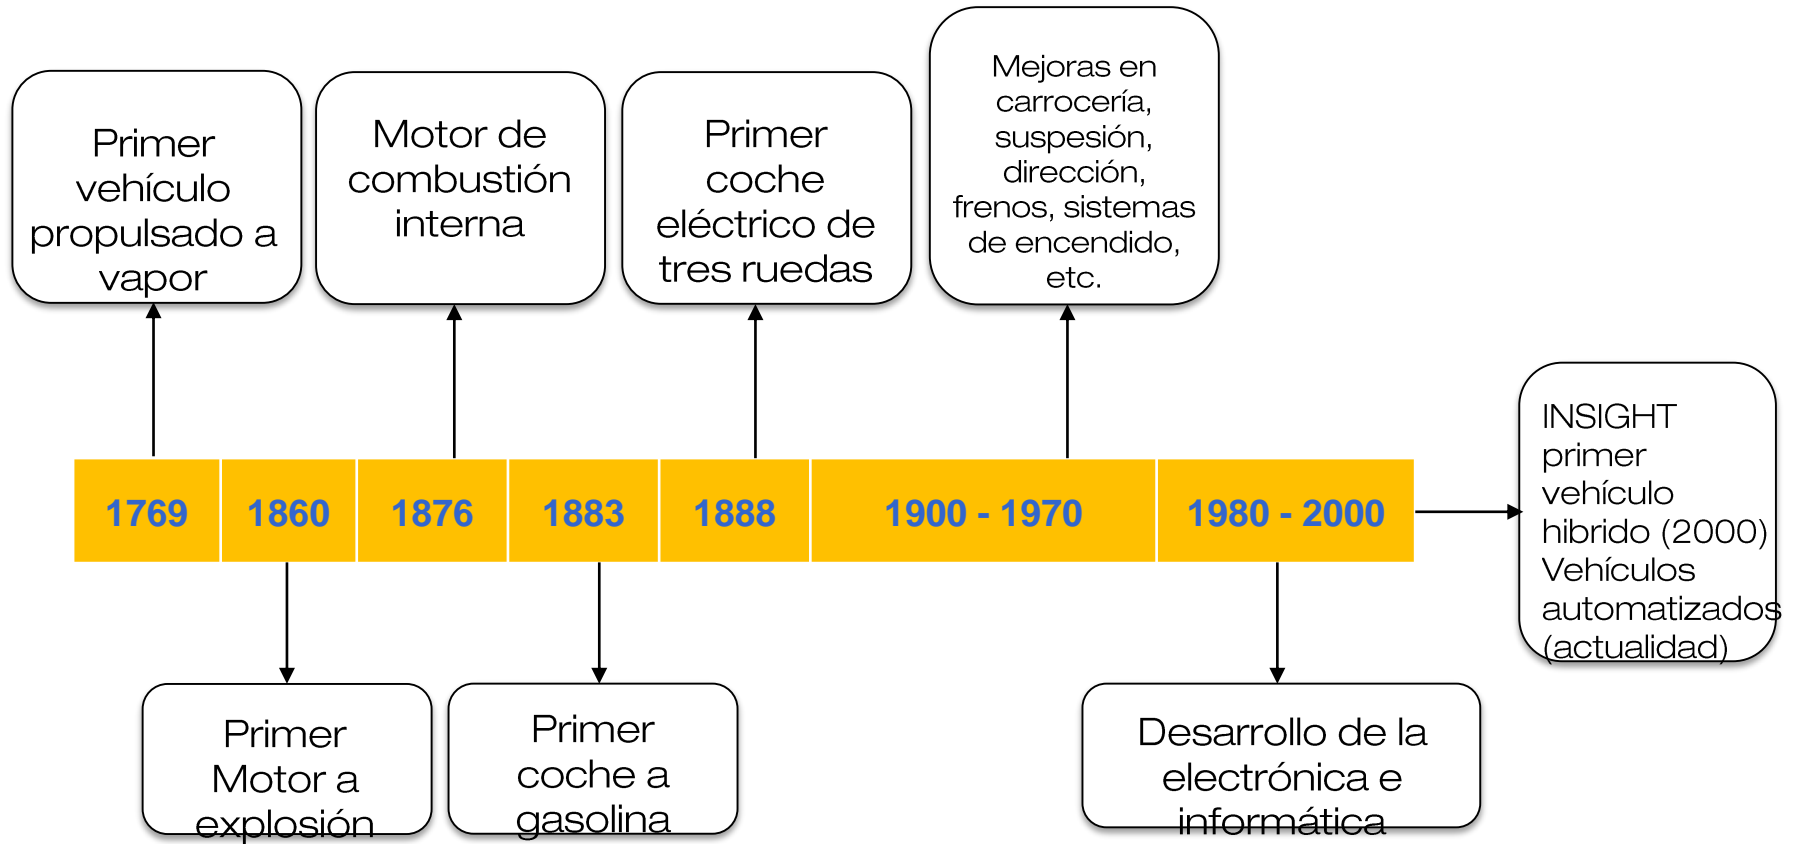 Primer
vehículo
propulsado a
vapor
Motor de
combustión
interna
Primer
coche
eléctrico de
tres ruedas
Mejoras en
carrocería,
suspesión,
dirección,
frenos, sistemas
de encendido,
etc.
1769
1860
1876
1883
1888
1900 - 1970
1980 - 2000
INSIGHT
primer
vehículo
hibrido (2000)
Vehículos
automatizados
(actualidad)
Primer
Motor a
explosión
Primer
coche a
gasolina
Desarrollo de la
electrónica e
informática